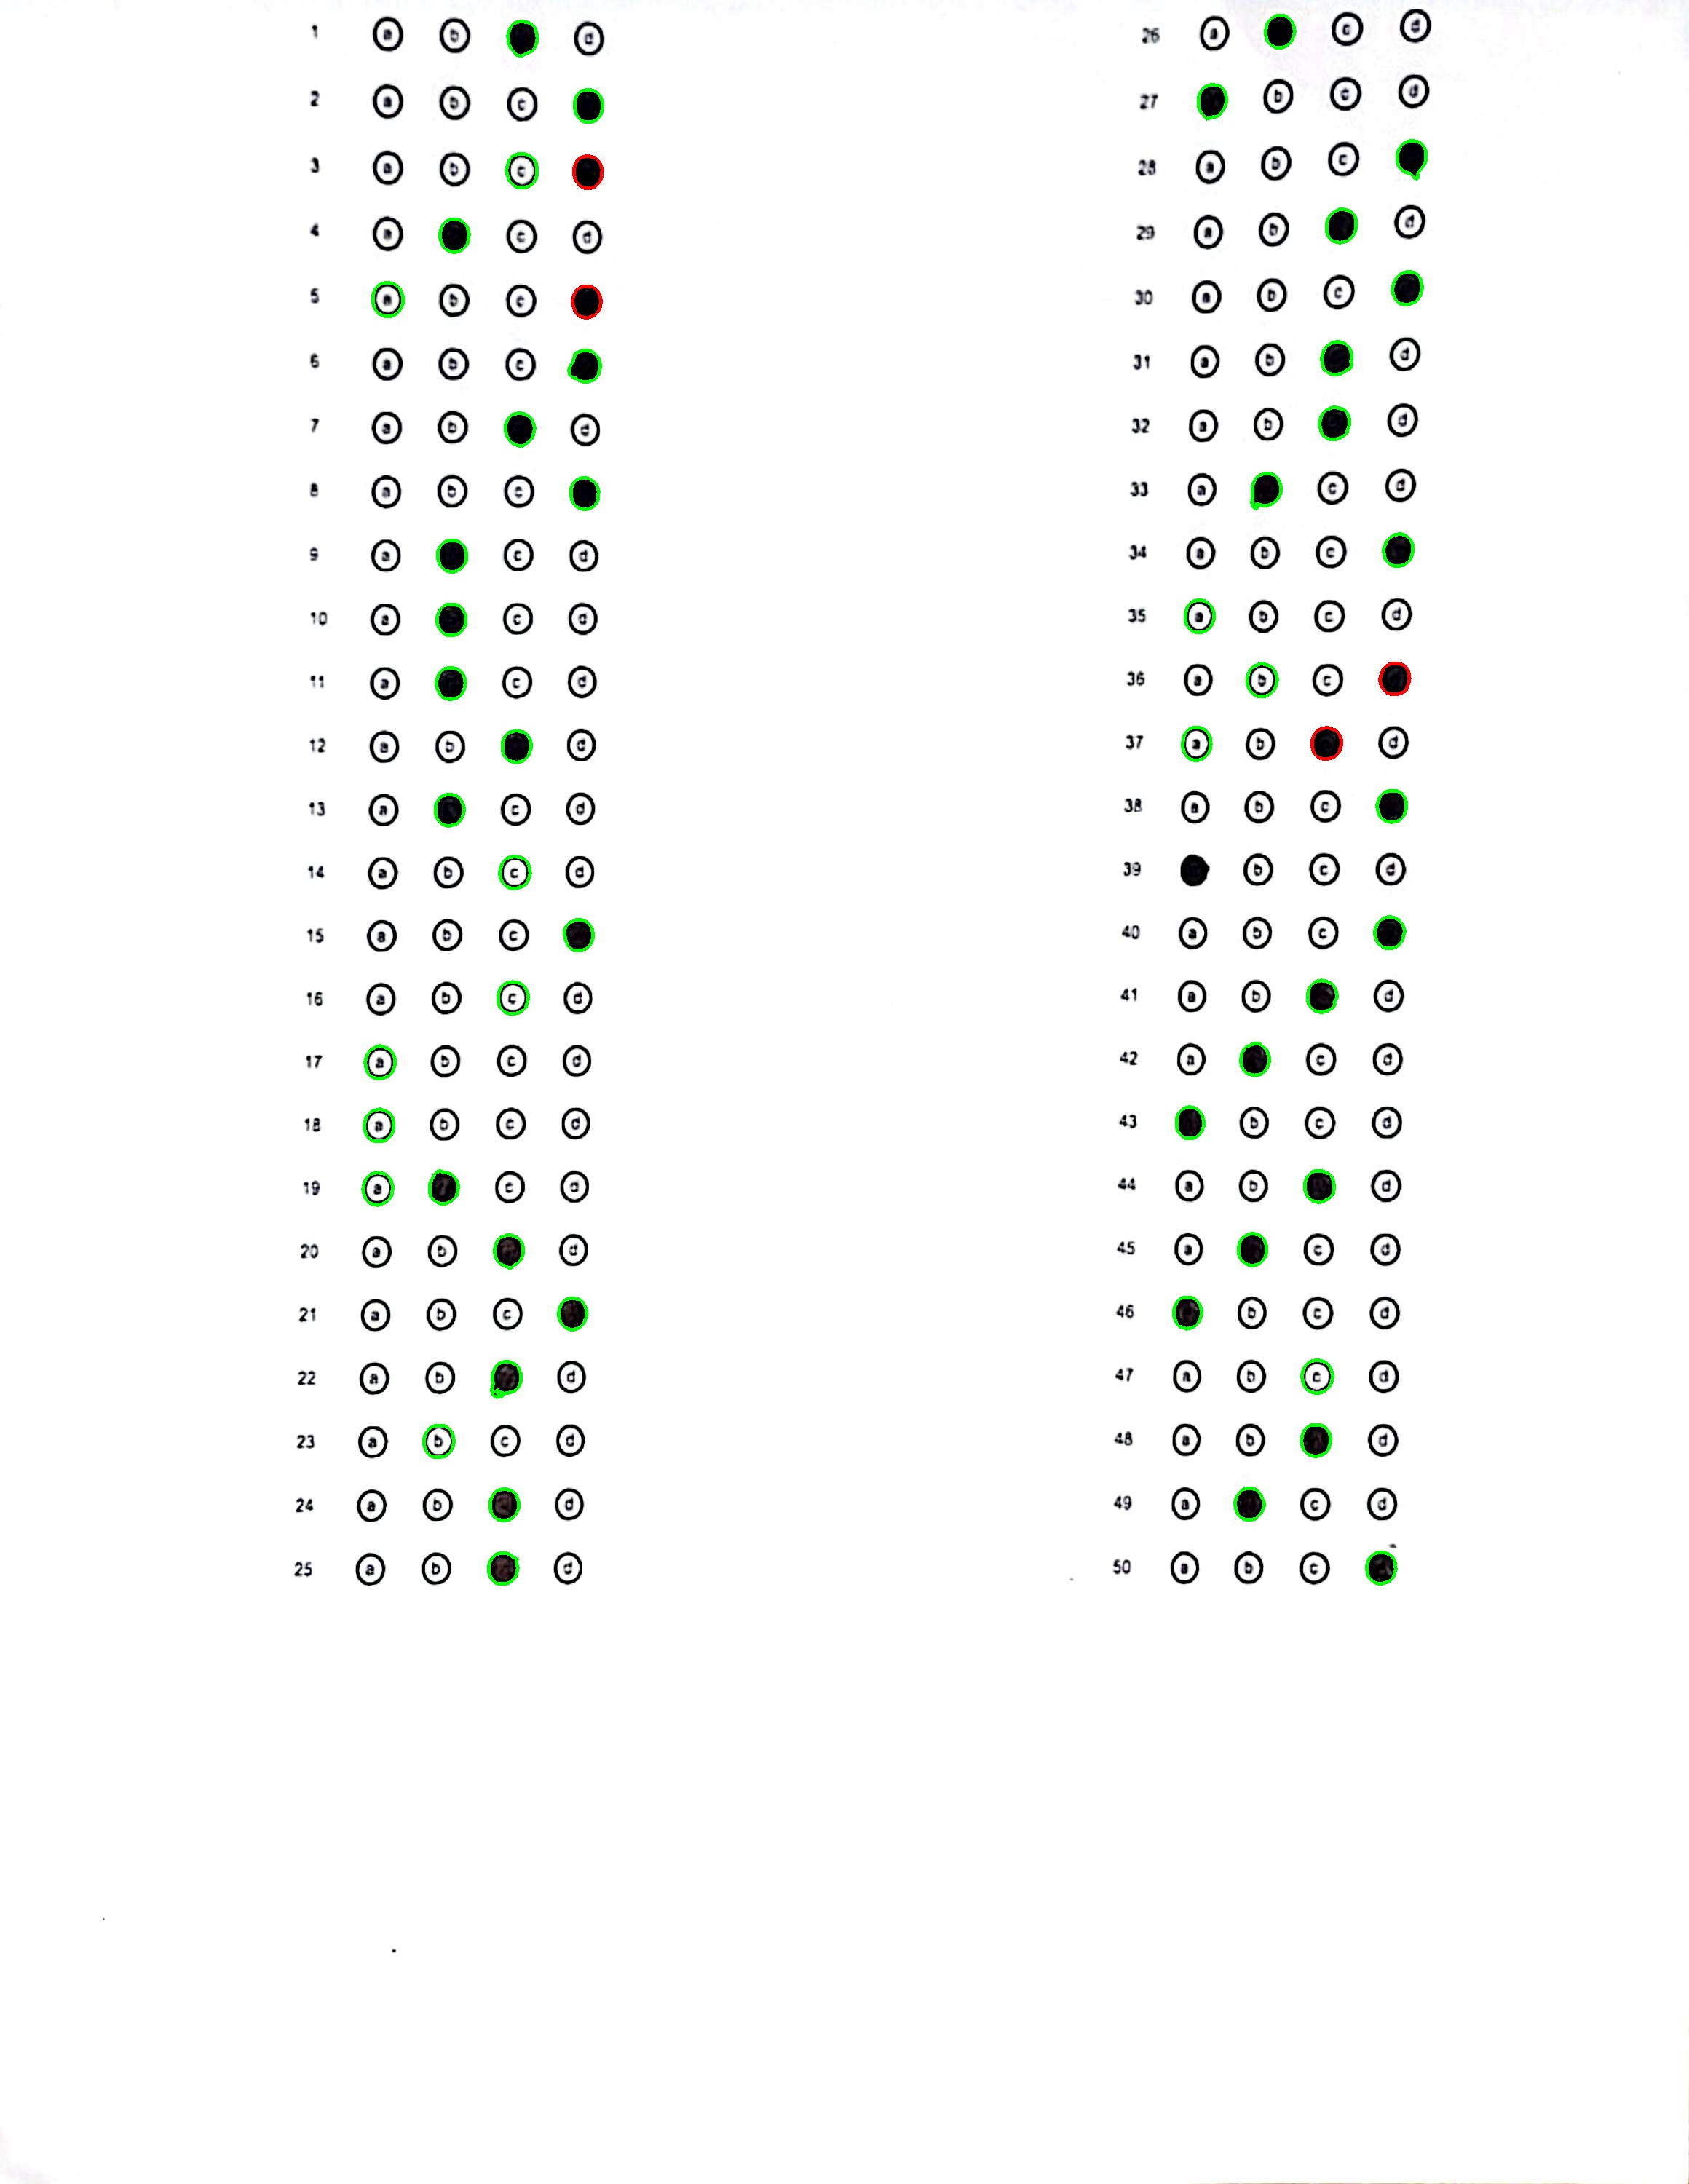 1 a b d
2 a b c
3 a b c
4 a c d
5 a b c
6 a b c
7 a b d
8 a b c
9 a c d
10 a c d
11 a c d
12 a b d
13 a c d
14 a b c d
15 a b c
16 a b c d
17 a b c d
18 a b c d
19 a c d
20 a b d
21 a b c
22 a b d
23 a b c d
24 a b d
25 a b d
26 a c d
27 b c d
28 a b c
29 a b d
30 a b c
31 a b d
32 a b d
33 a c d
34 a b c
35 a b c d
36 a b c
37 a b d
38 a b c
39 b c d
40 a b c
41 a b d
42 a c d
43 b c d
44 a b d
45 a c d
46 b c d
47 a b c d
48 a b d
49 a c d
50 a b c